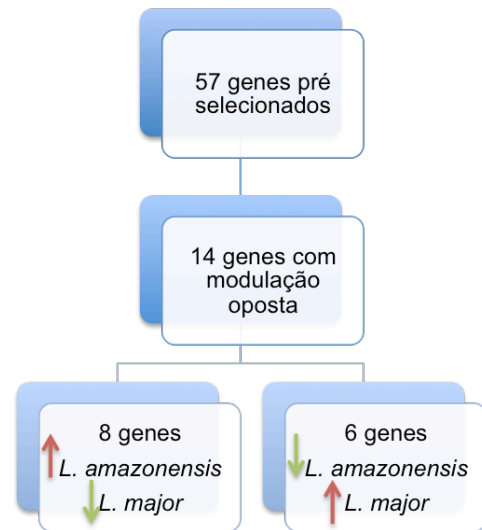 57 genes pré
selecionados
14 genes com
modulação
oposta
8 genes
L. amazonensis
L. major
6 genes
L. amazonensis
L. major